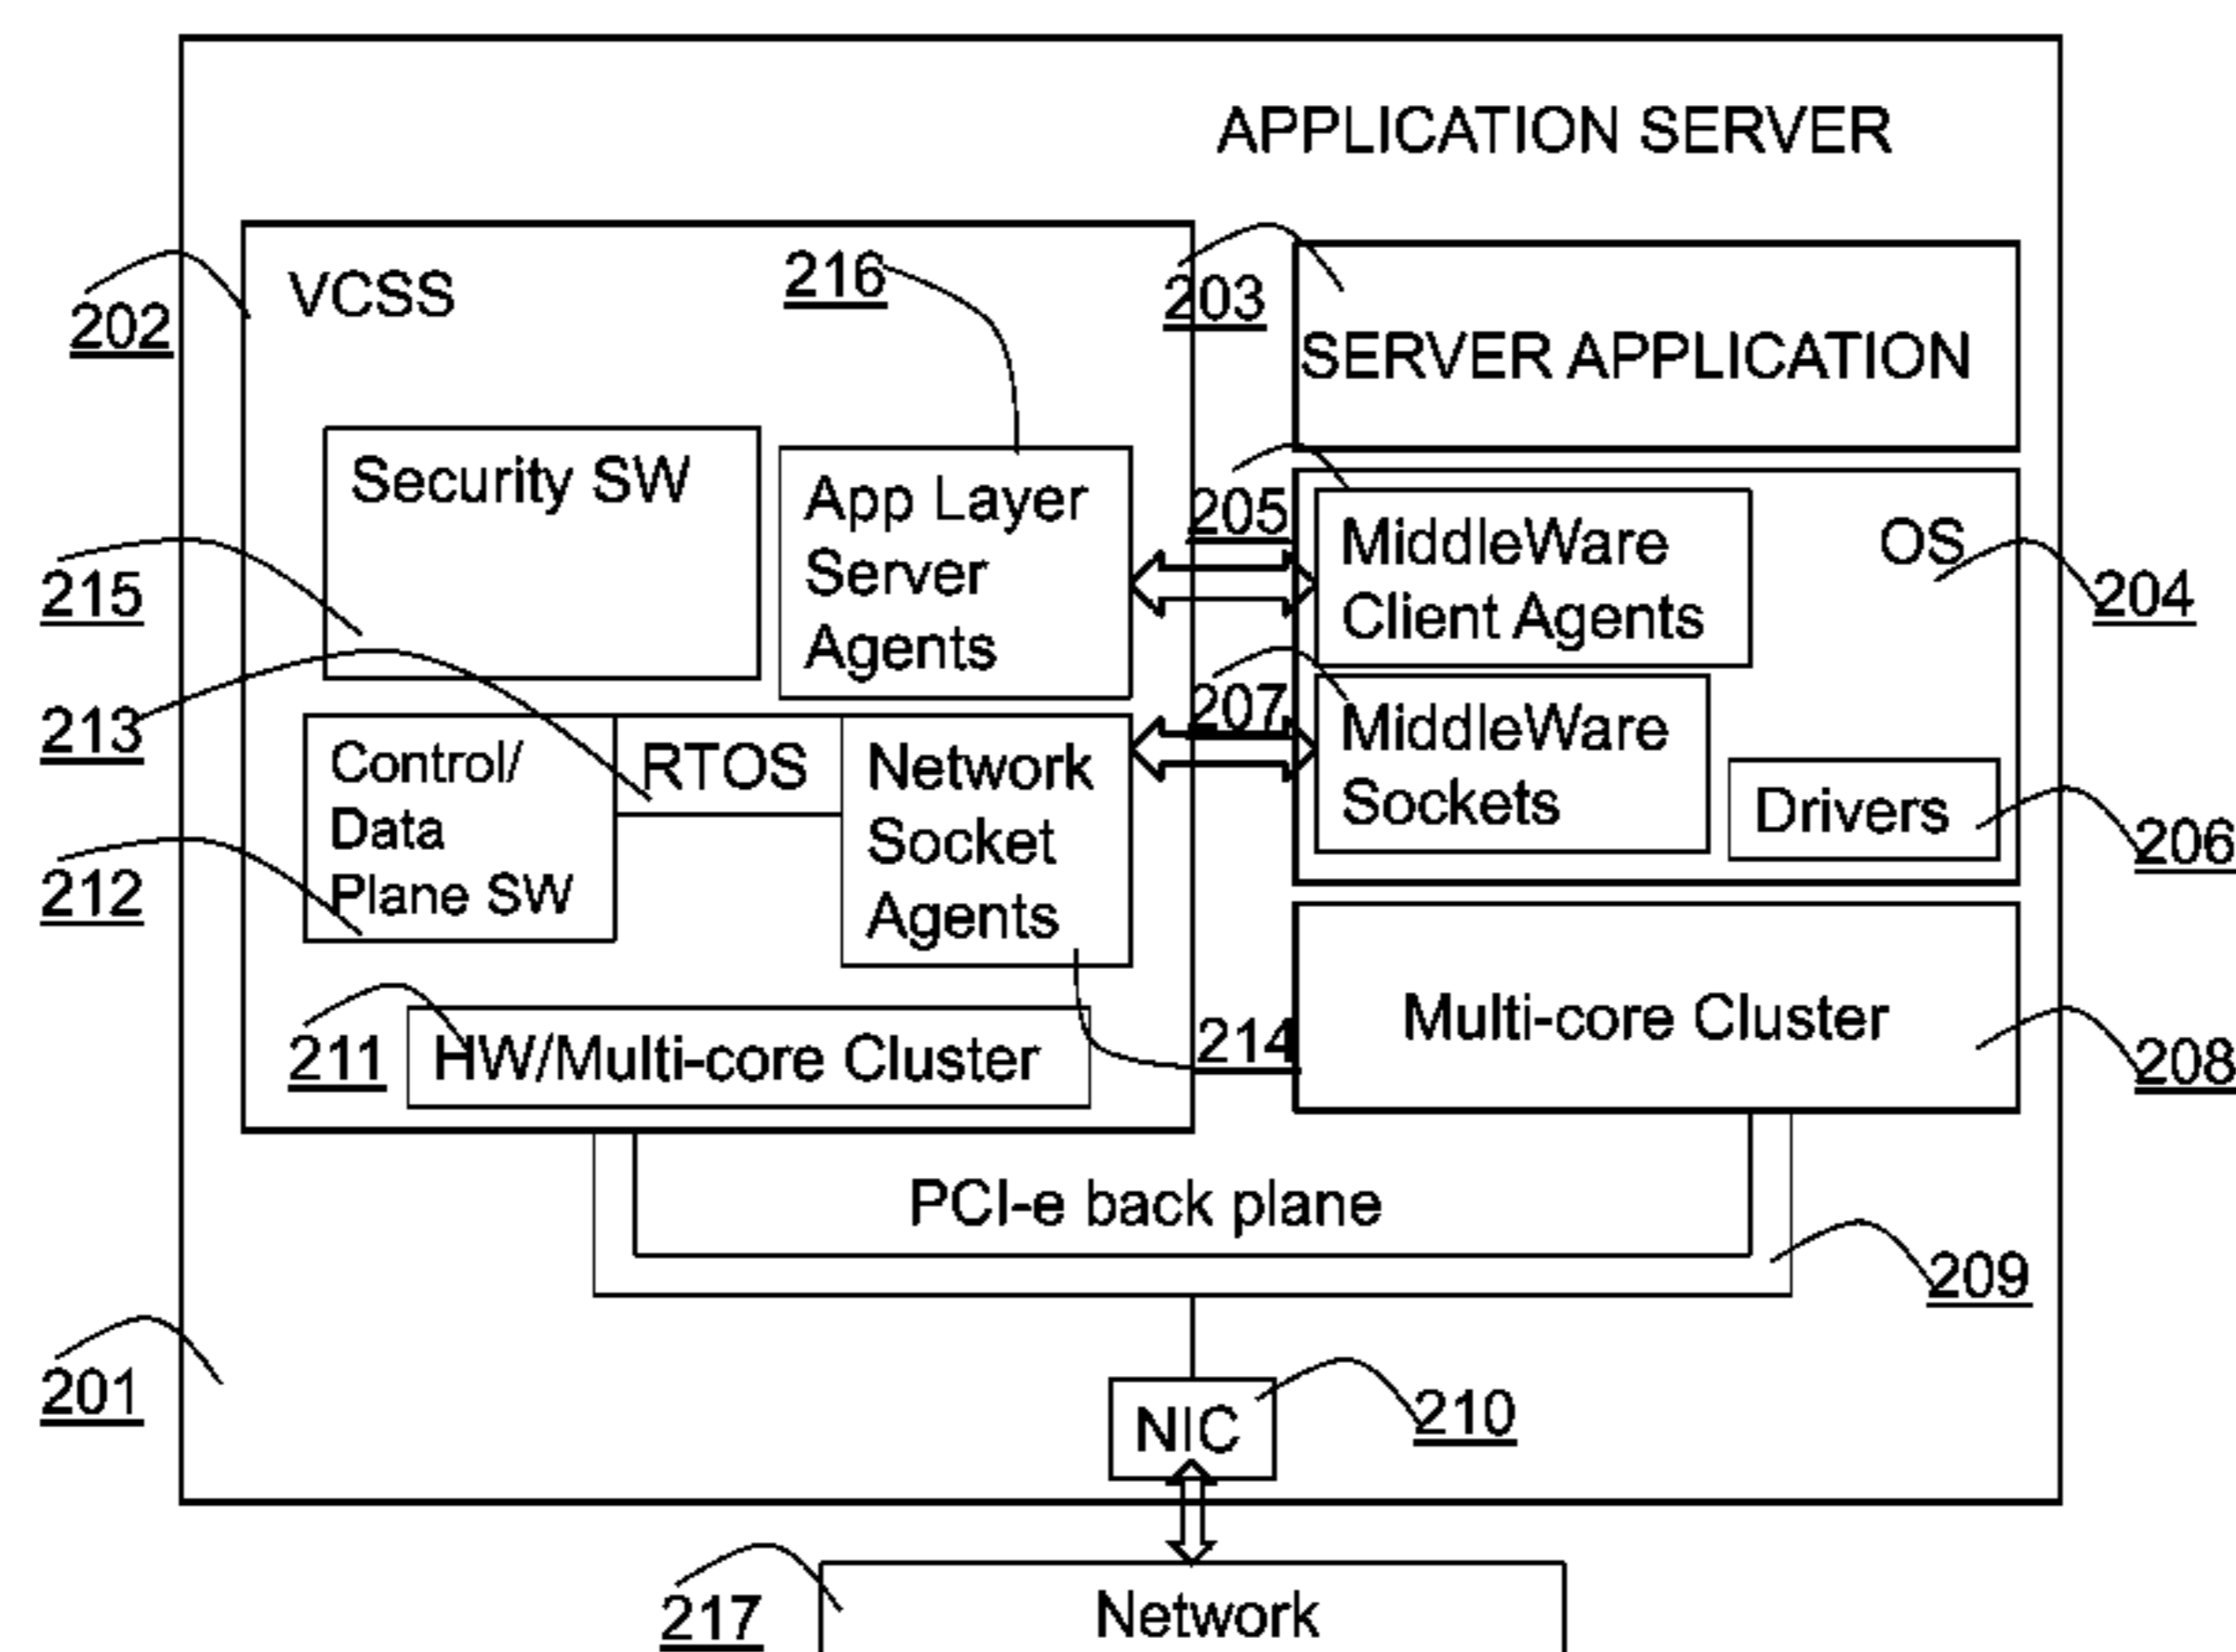 APPLICATION SERVER
202
VCSS
216
203
SERVER APPLICATION
Security SW
App Layer
Server
Agents
205
MiddleWare
Client Agents
OS
204
215
213
Control/
Data
Plane SW
RTOS
Network
Socket
Agents
207
MiddleWare
Sockets
Drivers
206
212
211
HW/Multi-core Cluster
214
Multi-core Cluster
208
PCI-e back plane
209
201
NIC
210
217
Network